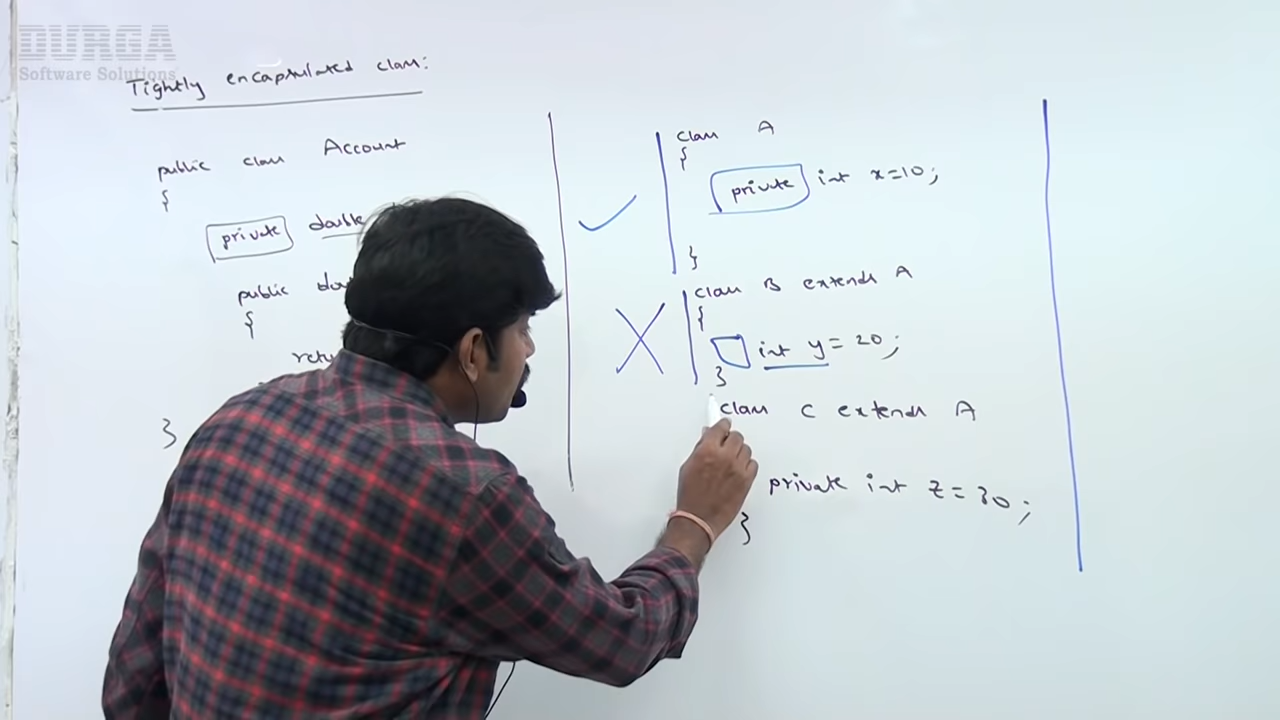 DURGA
Software Solutions
Tightly encapsulated class:
public class Account
{
private double
public
{
}
class A
{
private int x=10;
}
class B extends A
{
int y = 20;
}
class C extends A
private int z = 30;
}